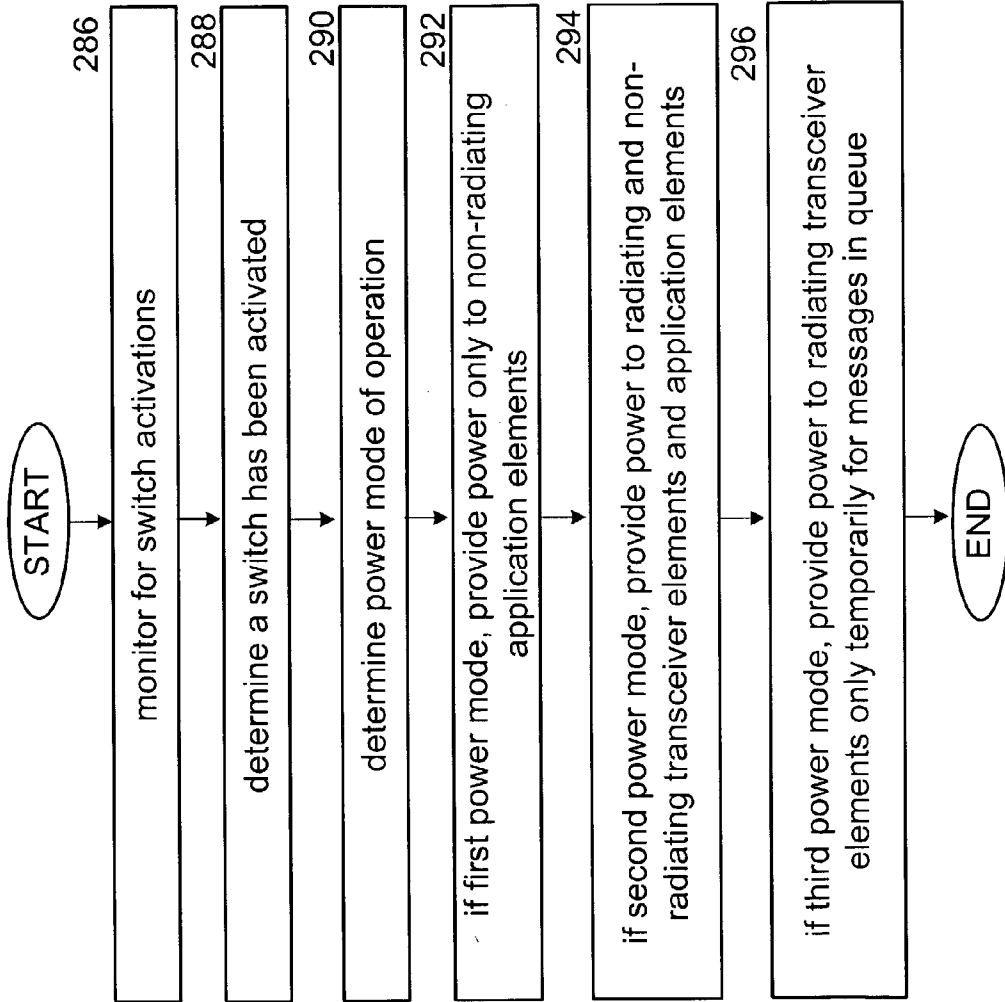 START
286
monitor for switch activations
288
determine a switch has been activated
290
determine power mode of operation
292
if first power mode, provide power only to non-radiating
application elements
294
if second power mode, provide power to radiating and non-
radiating transceiver elements and application elements
296
if third power mode, provide power to radiating transceiver
elements only temporarily for messages in queue
END